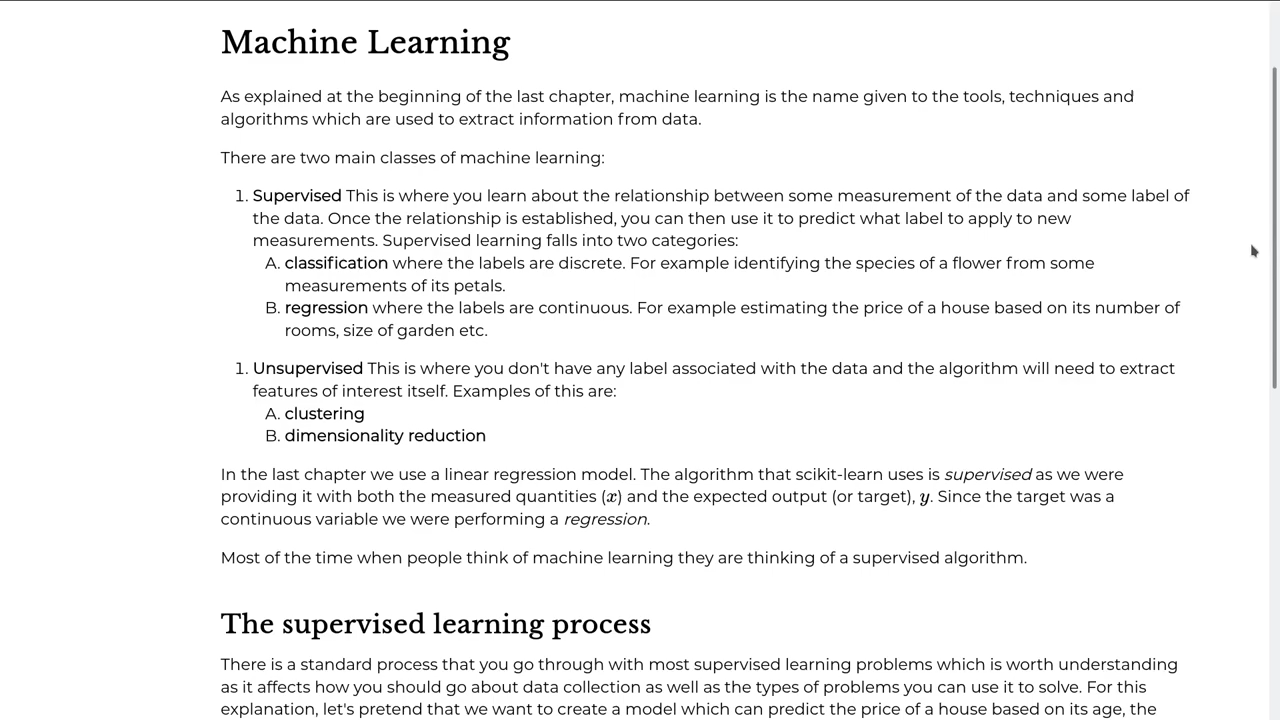 Machine Learning
As explained at the beginning of the last chapter, machine learning is the name given to the tools, techniques and
algorithms which are used to extract information from data.
There are two main classes of machine learning:
1. Supervised This is where you learn about the relationship between some measurement of the data and some label of
the data. Once the relationship is established, you can then use it to predict what label to apply to new
measurements. Supervised learning falls into two categories:
A. classification where the labels are discrete. For example identifying the species of a flower from some
measurements of its petals.
B. regression where the labels are continuous. For example estimating the price of a house based on its number of
rooms, size of garden etc.
1. Unsupervised This is where you don't have any label associated with the data and the algorithm will need to extract
features of interest itself. Examples of this are:
A. clustering
B. dimensionality reduction
In the last chapter we use a linear regression model. The algorithm that scikit-learn uses is supervised as we were
providing it with both the measured quantities (x) and the expected output (or target), y. Since the target was a
continuous variable we were performing a regression.
Most of the time when people think of machine learning they are thinking of a supervised algorithm.
The supervised learning process
There is a standard process that you go through with most supervised learning problems which is worth understanding
as it affects how you should go about data collection as well as the types of problems you can use it to solve. For this
explanation, let's pretend that we want to create a model which can predict the price of a house based on its age, the